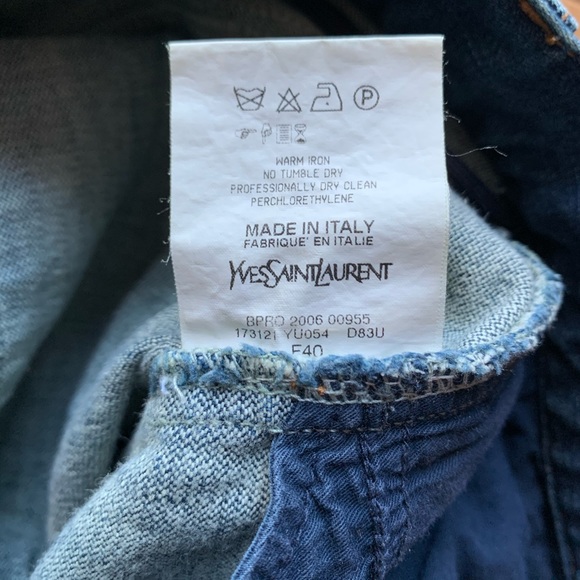 P
WARM IRON
NO TUMBLE DRY
PROFESSIONALLY DRY CLEAN
PERCHLORETHYLENE
MADE IN ITALY
FABRIQUE' EN ITALIE
YVESSAINTLAURENT
BPRO 2006 00955
173121 YU054 D83U
F40